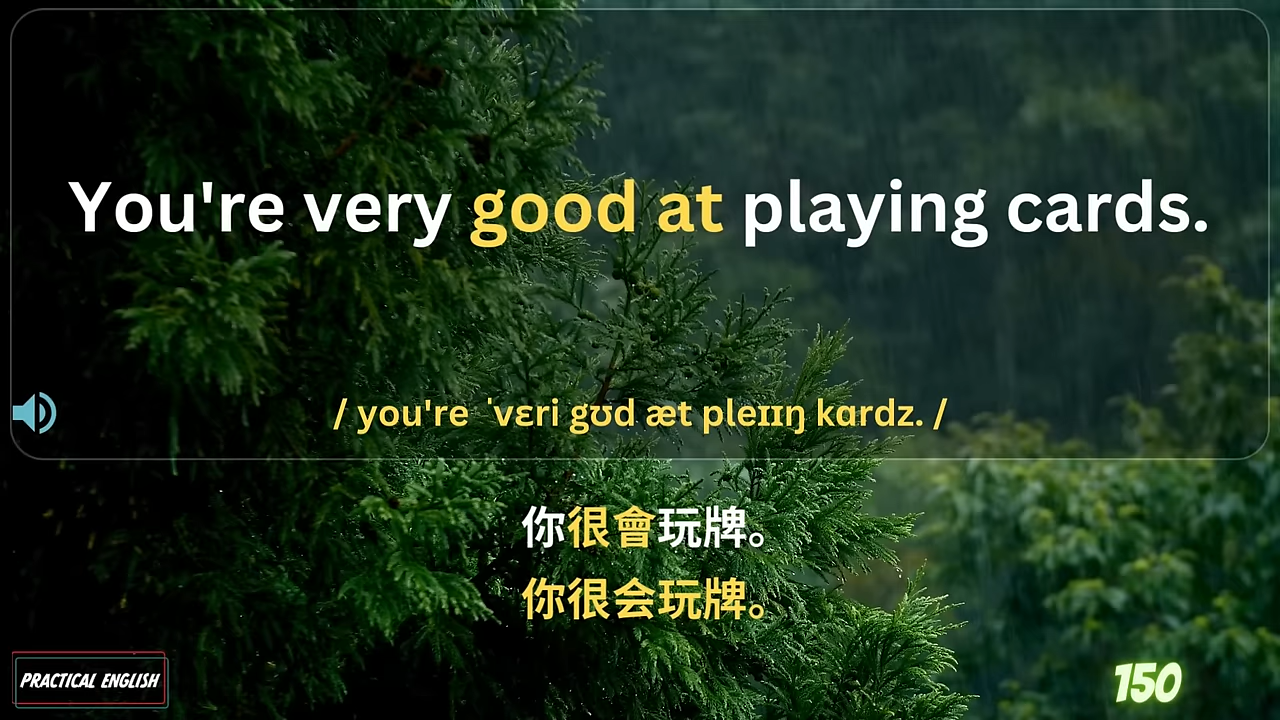 You're very good at playing cards.
/ you're ˈvɛri gʊd æt pleɪɪŋ kɑrdz. /
你很會玩牌。
你很会玩牌。
PRACTICAL ENGLISH
150